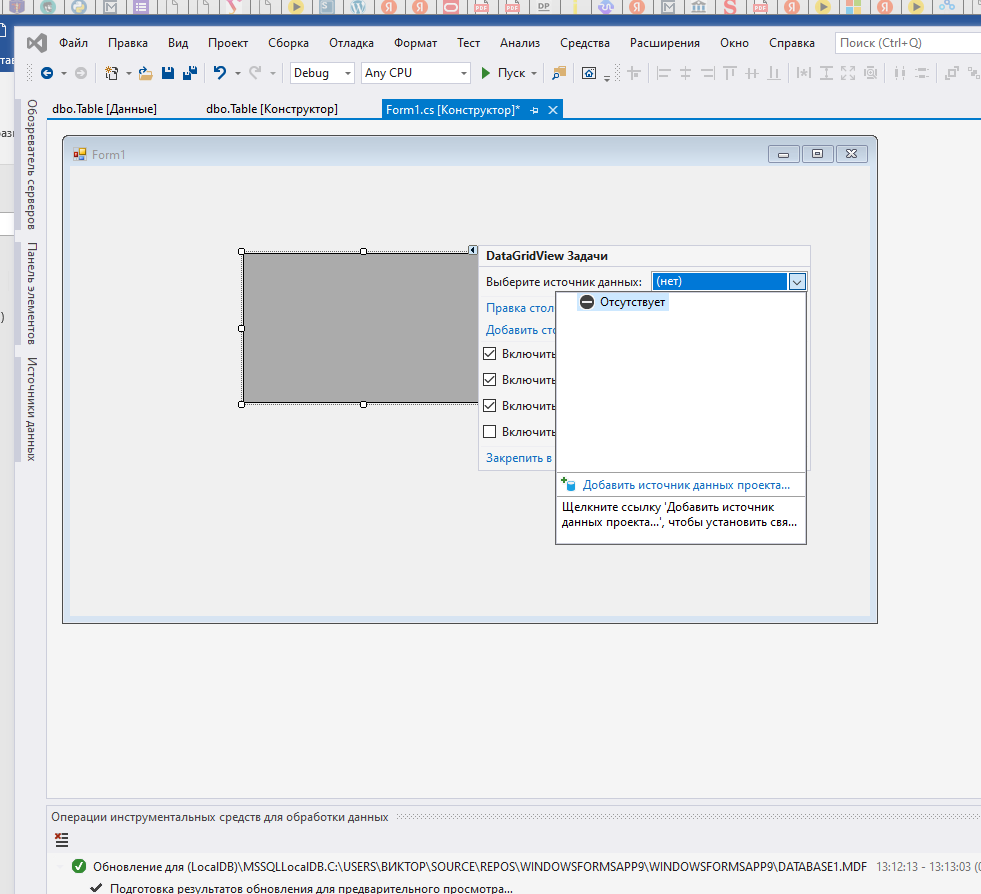 Файл Правка Вид Проект Сборка Отладка Формат Тест Анализ Средства Расширения Окно Справка Поиск (Ctrl+Q)
Debug Any CPU Пуск
dbo.Table [Данные] dbo.Table [Конструктор] Form1.cs [Конструктор]*
Обозреватель серверов
Панель элементов
Источники данных
Form1
DataGridView Задачи
Выберите источник данных: (нет)
Отсутствует
Правка стол
Добавить сто
Включить
Включить
Включить
Включить
Закрепить в
Добавить источник данных проекта...
Щелкните ссылку 'Добавить источник
данных проекта...', чтобы установить свя...
Операции инструментальных средств для обработки данных
Обновление для (LocalDB)\MSSQLLocalDB.C:\USERS\ВИКТОР\SOURCE\REPOS\WINDOWSFORMSAPP9\WINDOWSFORMSAPP9\DATABASE1.MDF 13:12:13 - 13:13:03
Подготовка результатов обновления для предварительного просмотра...